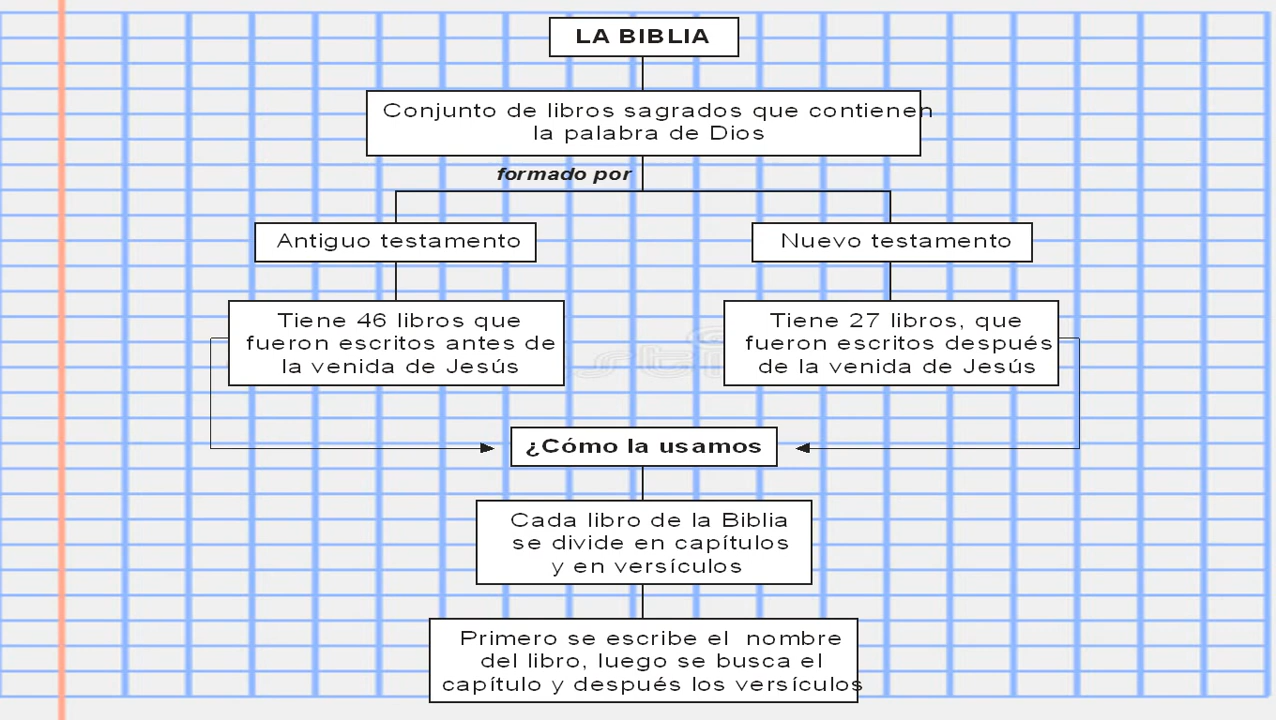 LA BIBLIA
Conjunto de libros sagrados que contienen
la palabra de Dios
formado por
Antiguo testamento
Nuevo testamento
Tiene 46 libros que
fueron escritos antes de
la venida de Jesús
Tiene 27 libros, que
fueron escritos después
de la venida de Jesús
¿Cómo la usamos
Cada libro de la Biblia
se divide en capítulos
y en versículos
Primero se escribe el nombre
del libro, luego se busca el
capítulo y después los versículos